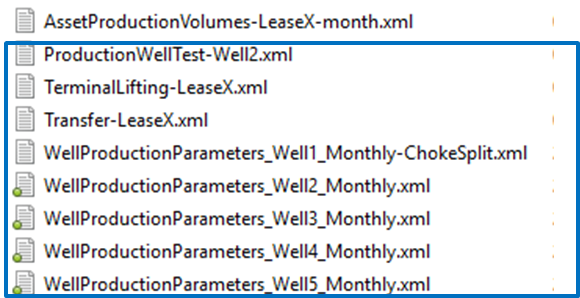 AssetProductionVolumes-LeaseX-month.xml
ProductionWellTest-Well2.xml
TerminalLifting-LeaseX.xml
Transfer-LeaseX.xml
WellProductionParameters_Well1_Monthly-ChokeSplit.xml
WellProductionParameters_Well2_Monthly.xml
WellProductionParameters_Well3_Monthly.xml
WellProductionParameters_Well4_Monthly.xml
WellProductionParameters_Well5_Monthly.xml